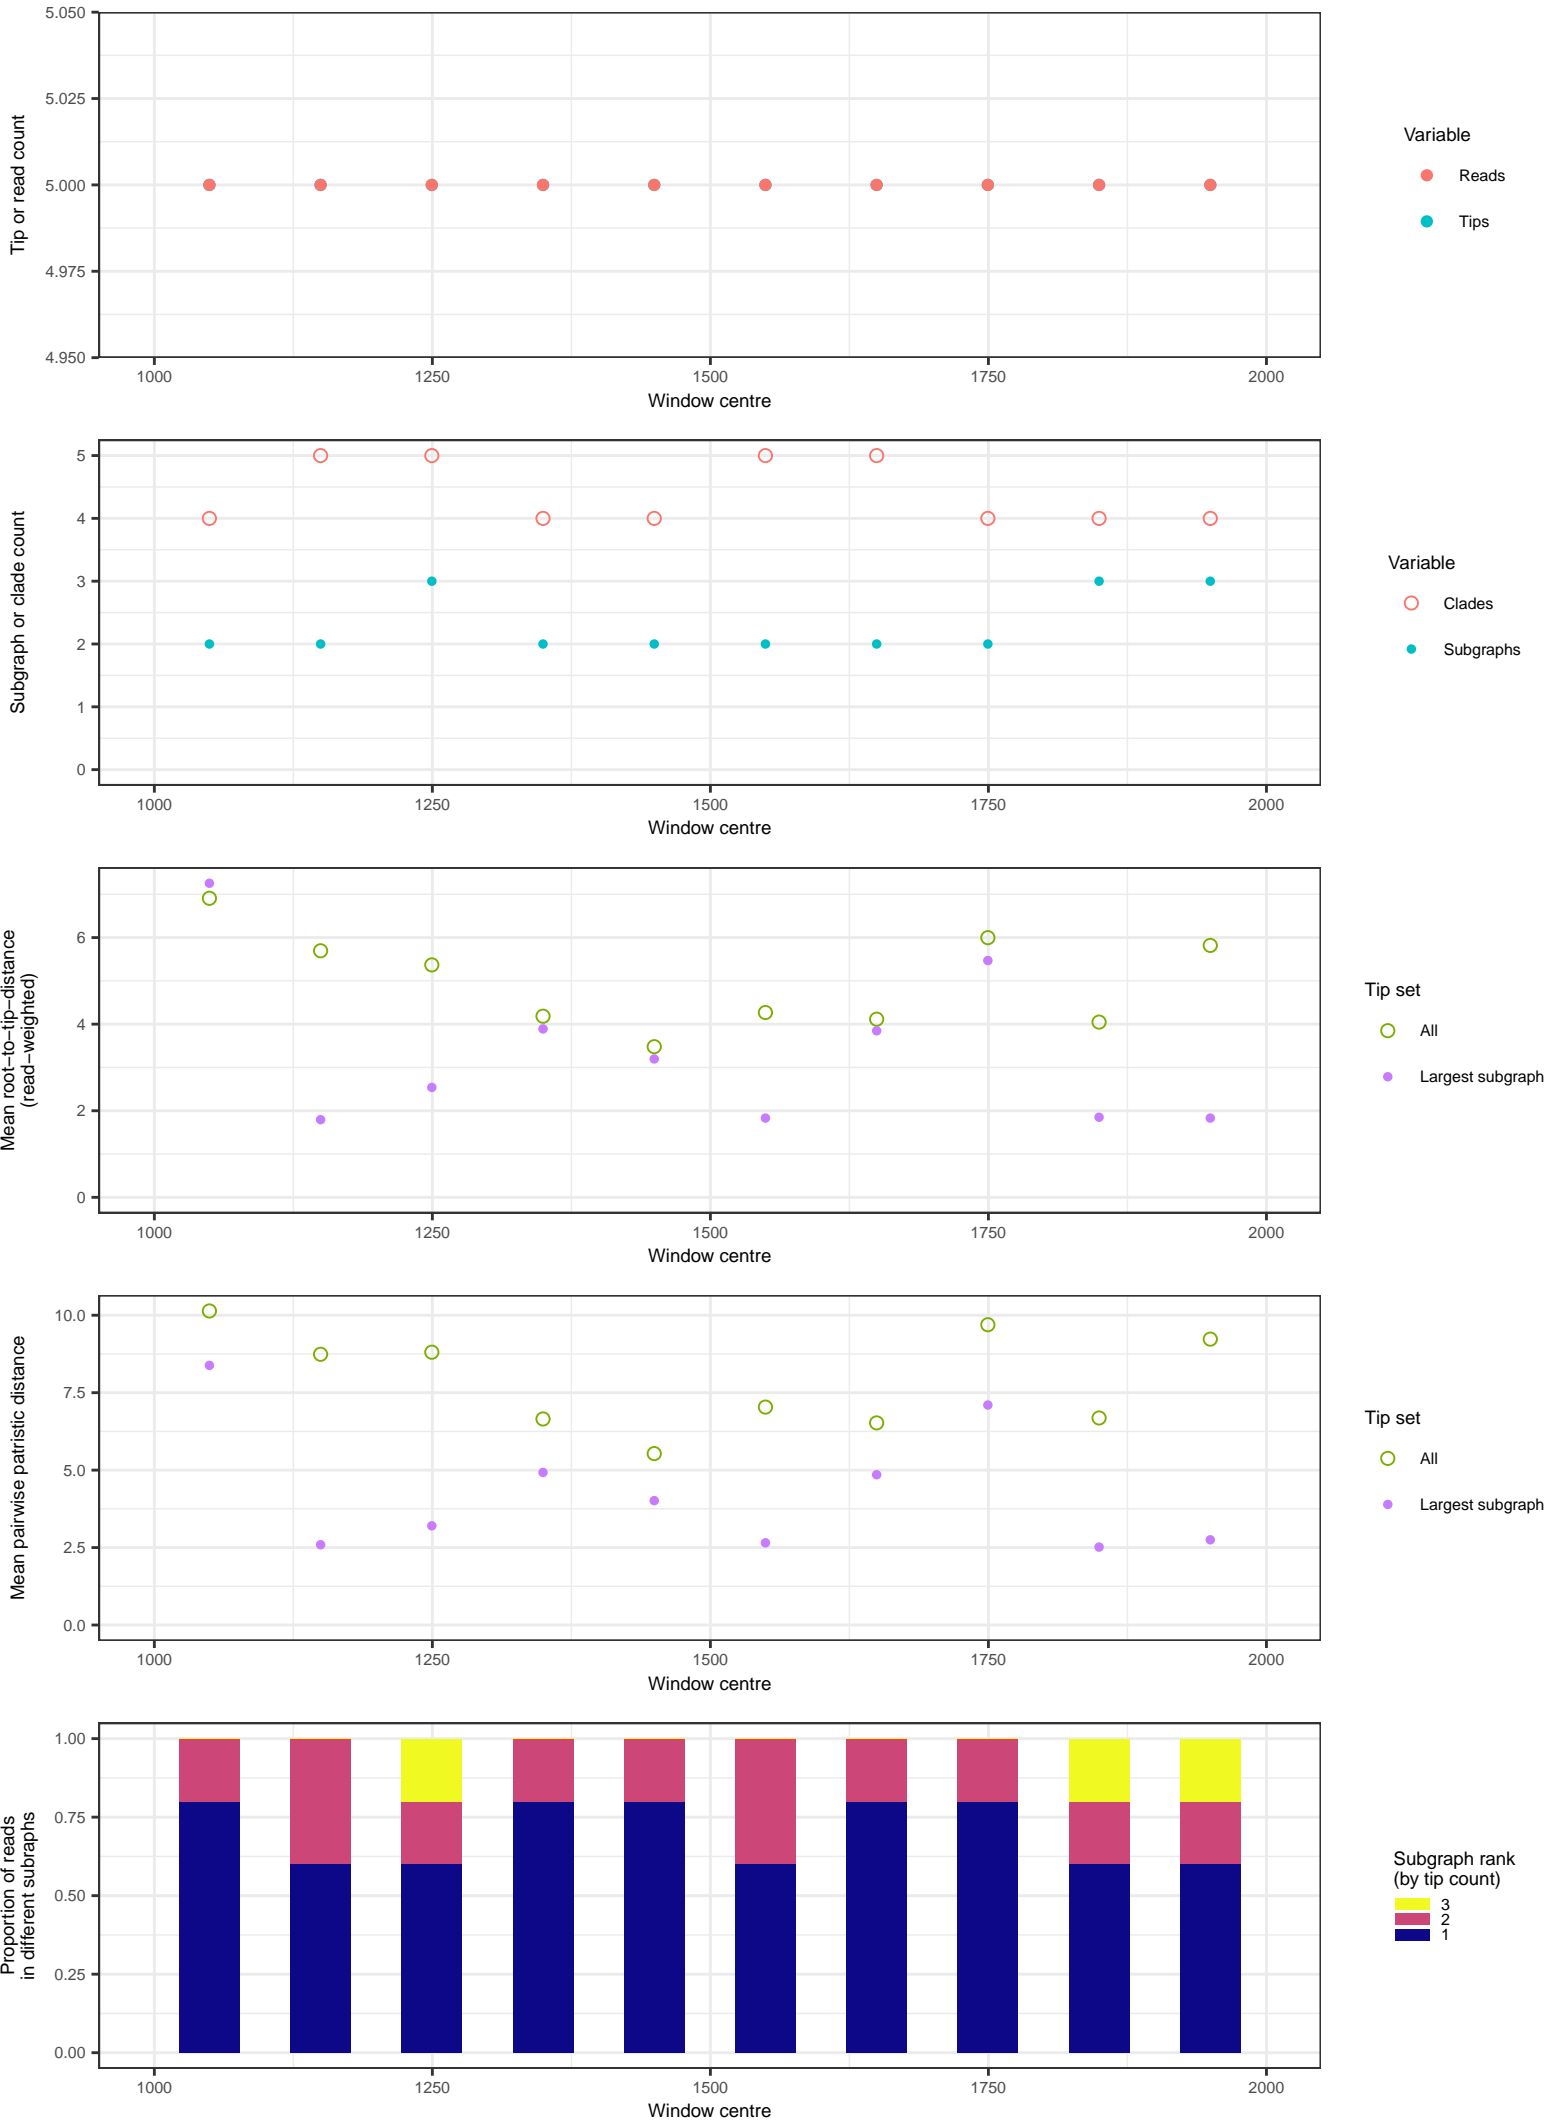 5.050
5.025
5.000
4.975
4.950
Tip or read count
1000 1250 1500 1750 2000
Window centre
Variable
Reads
Tips
5
4
3
2
1
0
Subgraph or clade count
1000 1250 1500 1750 2000
Window centre
Variable
Clades
Subgraphs
6
4
2
0
Mean root−to−tip−distance
(read−weighted)
1000 1250 1500 1750 2000
Window centre
Tip set
All
Largest subgraph
10.0
7.5
5.0
2.5
0.0
Mean pairwise patristic distance
1000 1250 1500 1750 2000
Window centre
Tip set
All
Largest subgraph
1.00
0.75
0.50
0.25
0.00
Proportion of reads
in different subraphs
1000 1250 1500 1750 2000
Window centre
Subgraph rank
(by tip count)
3
2
1